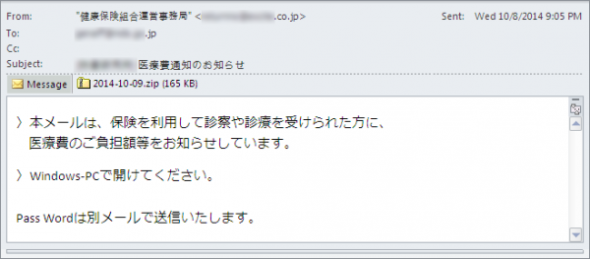 From: "健康保険組合運営事務局" < .co.jp> Sent: Wed 10/8/2014 9:05 PM
To: .jp
Cc:
Subject: 医療費通知のお知らせ
Message 2014-10-09.zip (165 KB)
〉本メールは、保険を利用して診察や診療を受けられた方に、
医療費のご負担額等をお知らせしています。
〉Windows-PCで開けてください。
Pass Wordは別メールで送信いたします。